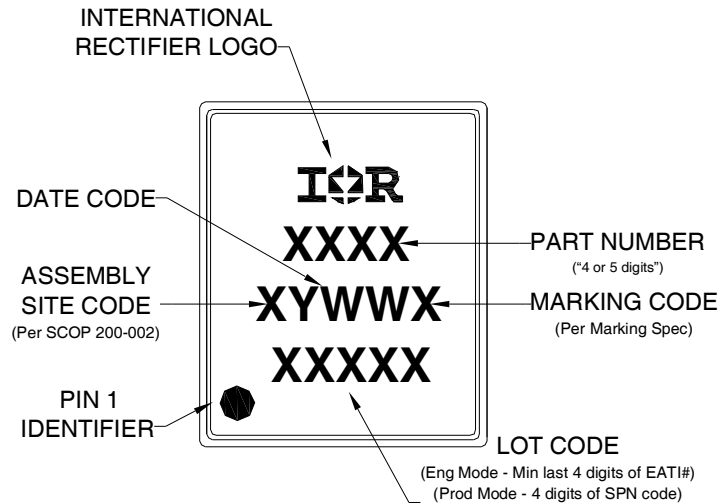 INTERNATIONAL
RECTIFIER LOGO
IOR
DATE CODE
XXXX
PART NUMBER
(“4 or 5 digits”)
ASSEMBLY
SITE CODE
(Per SCOP 200-002)
XYWWX
MARKING CODE
(Per Marking Spec)
XXXXX
PIN 1
IDENTIFIER
LOT CODE
(Eng Mode - Min last 4 digits of EATI#)
(Prod Mode - 4 digits of SPN code)